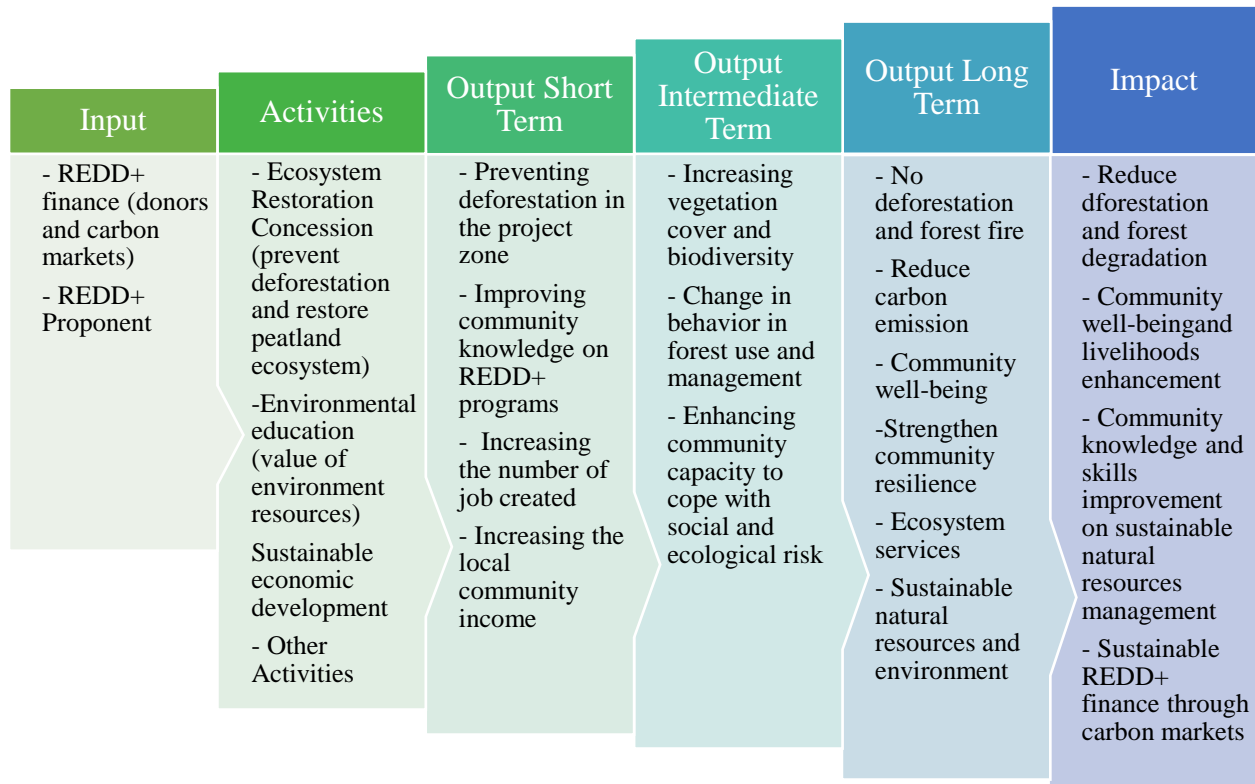 Input
- REDD+
finance (donors
and carbon
markets)
- REDD+
Proponent
Activities
- Ecosystem
Restoration
Concession
(prevent
deforestation
and restore
peatland
ecosystem)
-Environmental
education
(value of
environment
resources)
Sustainable
economic
development
- Other
Activities
Output Short
Term
- Preventing
deforestation in
the project
zone
- Improving
community
knowledge on
REDD+
programs
- Increasing
the number of
job created
- Increasing the
local
community
income
Output
Intermediate
Term
- Increasing
vegetation
cover and
biodiversity
- Change in
behavior in
forest use and
management
- Enhancing
community
capacity to
cope with
social and
ecological risk
Output Long
Term
- No
deforestation
and forest fire
- Reduce
carbon
emission
- Community
well-being
-Strengthen
community
resilience
- Ecosystem
services
- Sustainable
natural
resources and
environment
Impact
- Reduce
dforestation
and forest
degradation
- Community
well-beingand
livelihoods
enhancement
- Community
knowledge and
skills
improvement
on sustainable
natural
resources
management
- Sustainable
REDD+
finance through
carbon markets